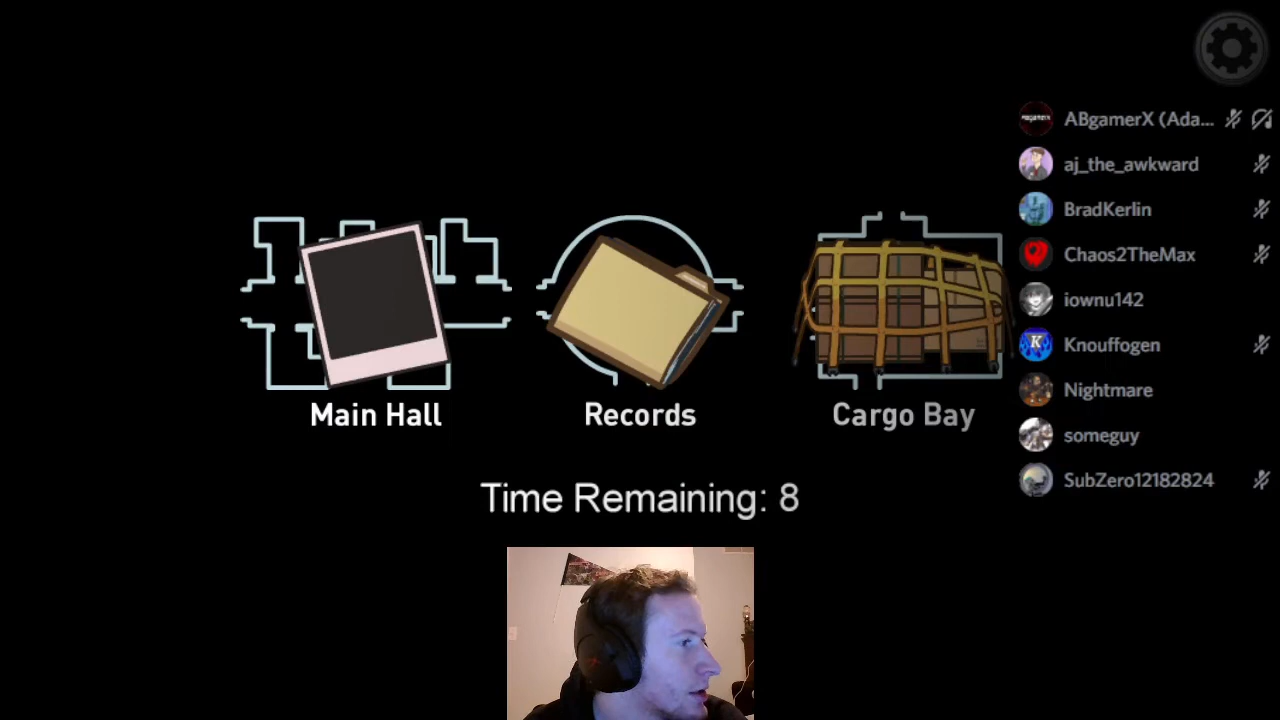 ABgamerX (Ada...
aj_the_awkward
BradKerlin
Chaos2TheMax
iownu142
K
Knouffogen
Nightmare
someguy
SubZero12182824
Main Hall
Records
Cargo Bay
Time Remaining: 8